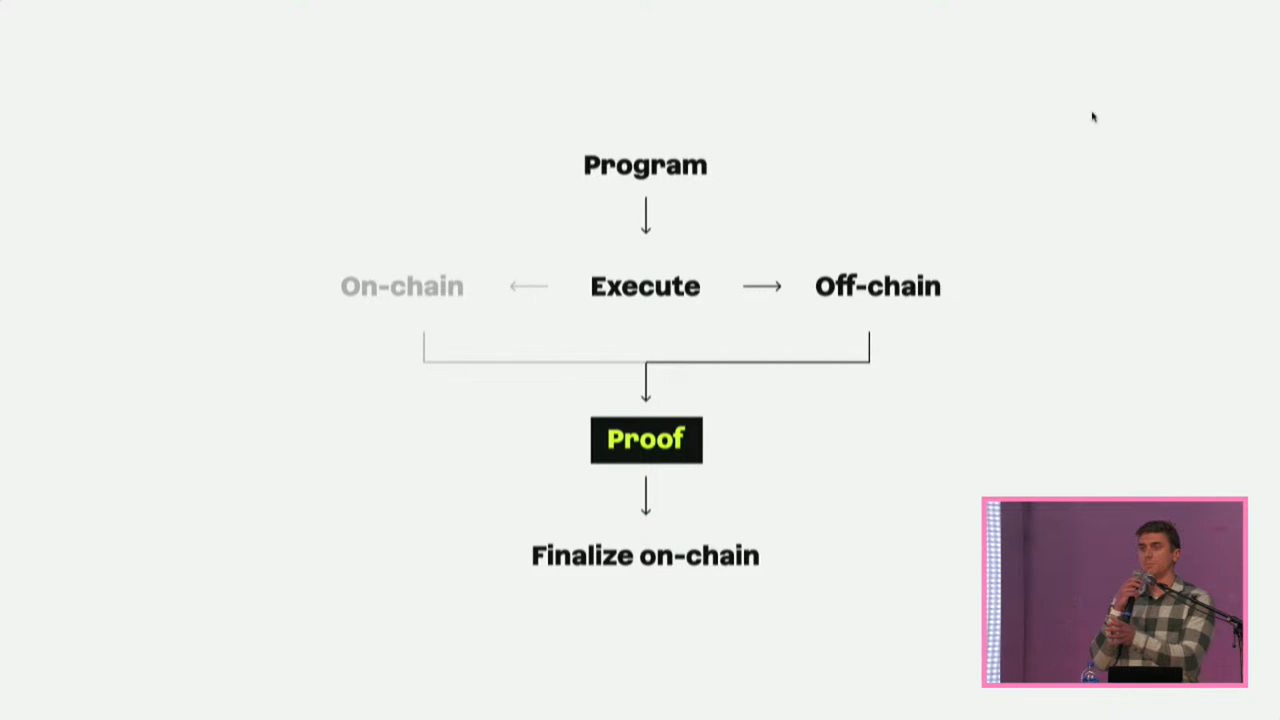 Program
On-chain
Execute
Off-chain
Proof
Finalize on-chain